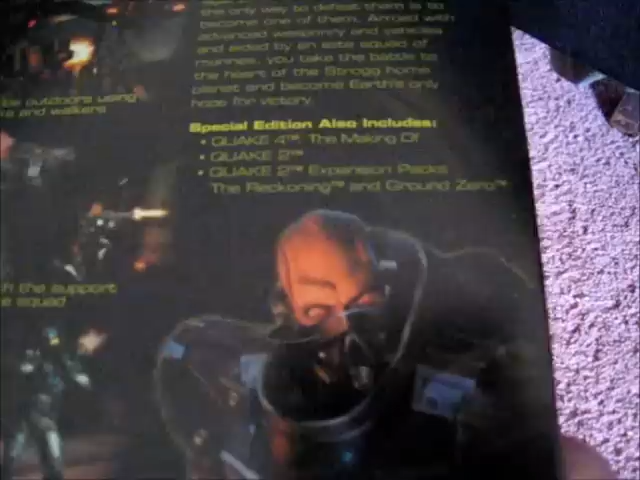 the only way to defeat them is to
become one of them. Armed with
advanced weaponry and vehicles
and aided by an elite squad of
marines, you take the battle to
the heart of the Strogg home
planet and become Earth's only
hope for victory.
outdoors using
and walkers
Special Edition Also Includes:
• QUAKE 4™: The Making Of
• QUAKE 2™
• QUAKE 2™ Expansion Packs
The Reckoning™ and Ground Zero™
the support
squad